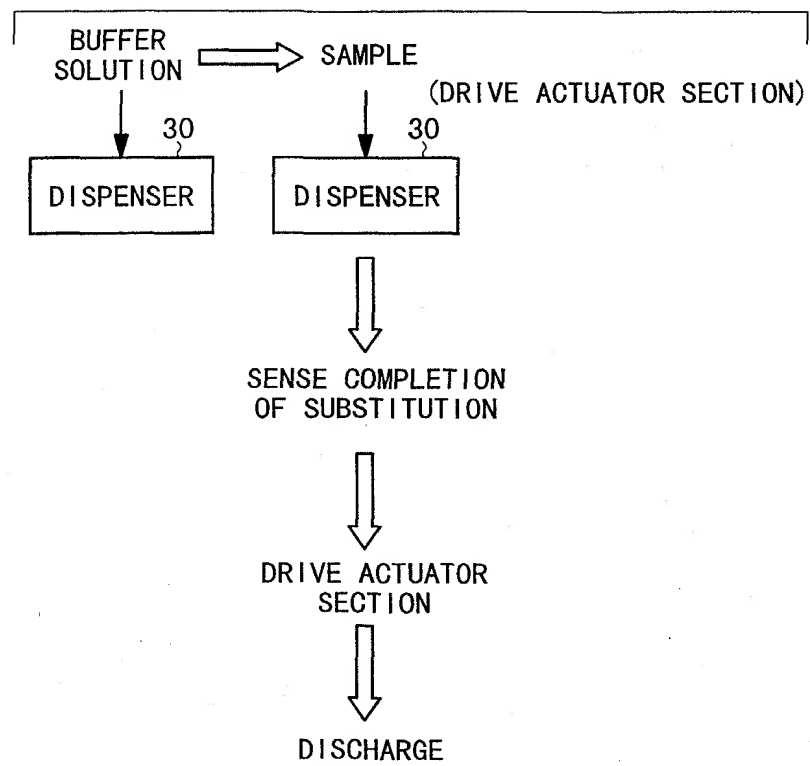 BUFFER
SOLUTION
SAMPLE
(DRIVE ACTUATOR SECTION)
30
30
DISPENSER
DISPENSER
SENSE COMPLETION
OF SUBSTITUTION
DRIVE ACTUATOR
SECTION
DISCHARGE